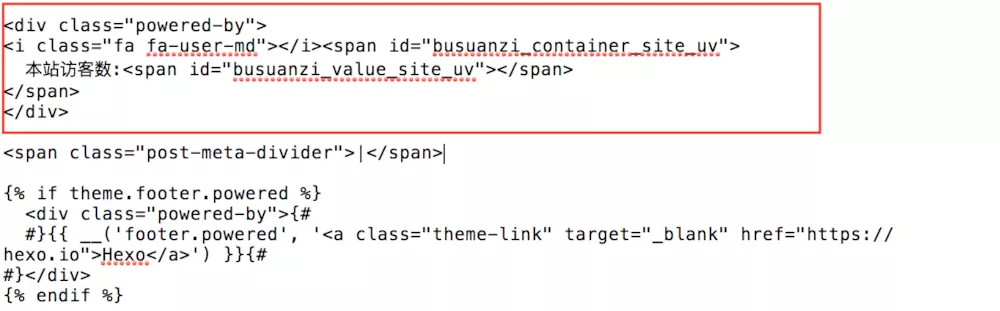 <div class="powered-by">
<i class="fa fa-user-md"></i><span id="busuanzi_container_site_uv">
  本站访客数:<span id="busuanzi_value_site_uv"></span>
</span>
</div>
<span class="post-meta-divider">|</span>
{% if theme.footer.powered %}
  <div class="powered-by">{#
  #}{{ __('footer.powered', '<a class="theme-link" target="_blank" href="https://
hexo.io">Hexo</a>') }}{#
#}</div>
{% endif %}